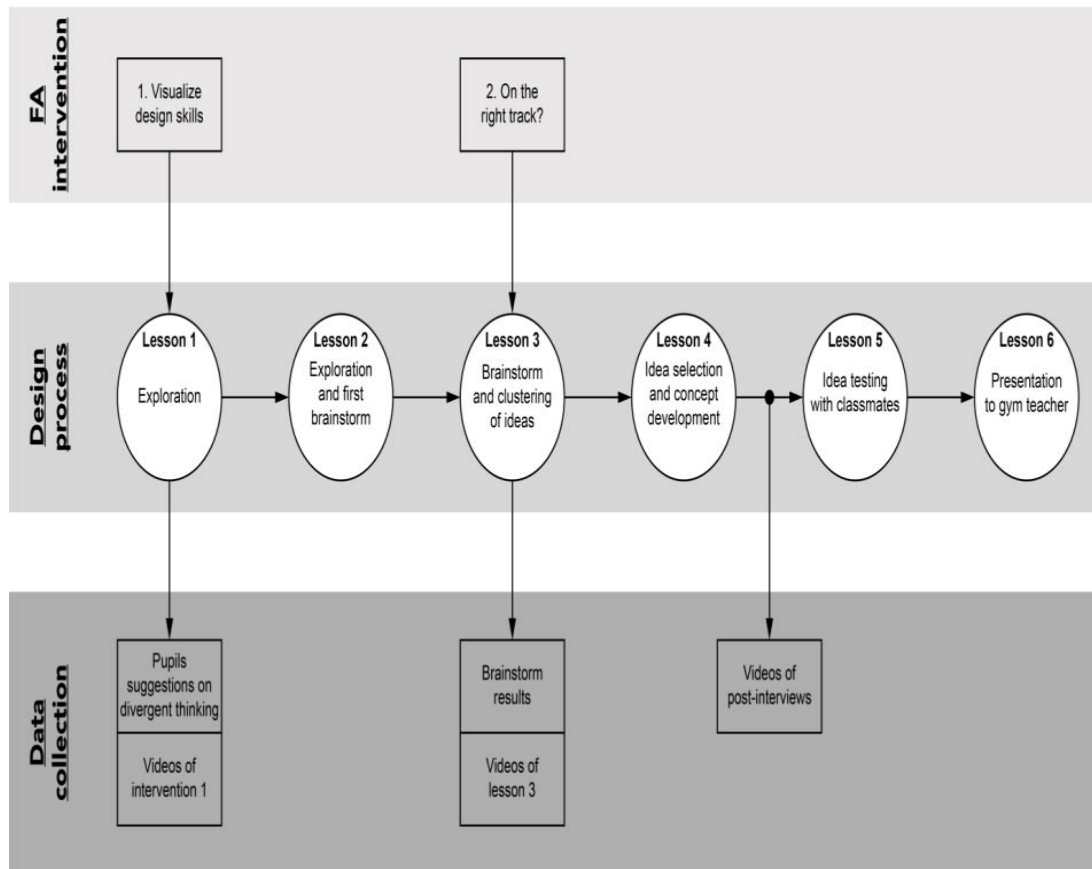 FA
intervention
1. Visualize
design skills
2. On the
right track?
Design
process
Lesson 1
Exploration
Lesson 2
Exploration
and first
brainstorm
Lesson 3
Brainstorm
and clustering
of ideas
Lesson 4
Idea selection
and concept
development
Lesson 5
Idea testing
with classmates
Lesson 6
Presentation
to gym teacher
Data
collection
Pupils
suggestions on
divergent thinking
Videos of
intervention 1
Brainstorm
results
Videos of
lesson 3
Videos of
post-interviews